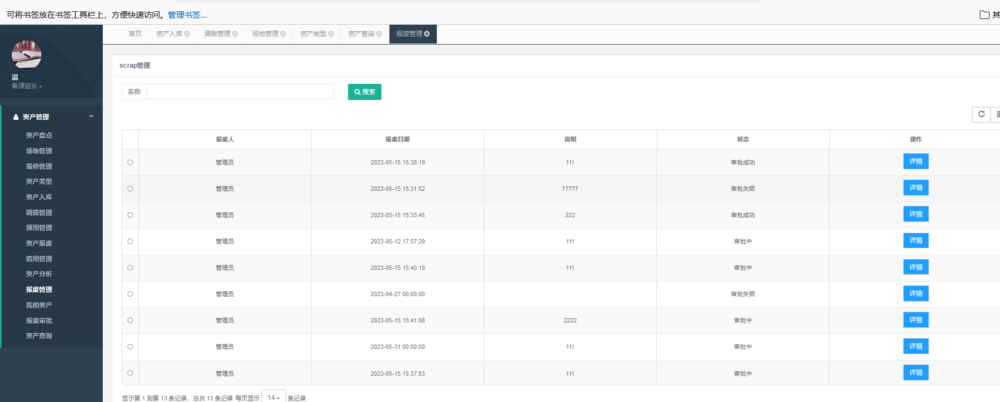 可将书签放在书签工具栏上，方便快速访问。管理书签...
其
首页 资产入库 调拨管理 场地管理 资产类型 资产查询 报废管理
温
备课组长
资产管理
资产盘点
场地管理
报修管理
资产类型
资产入库
调拨管理
领用管理
资产报废
借用管理
资产分析
报废管理
我的资产
报废审批
资产查询
scrap管理
名称 搜索
报废人 报废日期 说明 状态 操作
管理员 2023-05-15 15:38:19 111 审批成功 详情
管理员 2023-05-15 15:31:52 77777 审批失败 详情
管理员 2023-05-15 15:33:45 222 审批成功 详情
管理员 2023-05-12 17:57:29 111 审批中 详情
管理员 2023-05-15 15:40:19 111 审批中 详情
管理员 2023-04-27 00:00:00 审批失败 详情
管理员 2023-05-15 15:41:08 2222 审批中 详情
管理员 2023-05-31 00:00:00 111 审批中 详情
管理员 2023-05-15 15:37:53 111 审批中 详情
显示第 1 到第 13 条记录，总共 13 条记录 每页显示 14 条记录